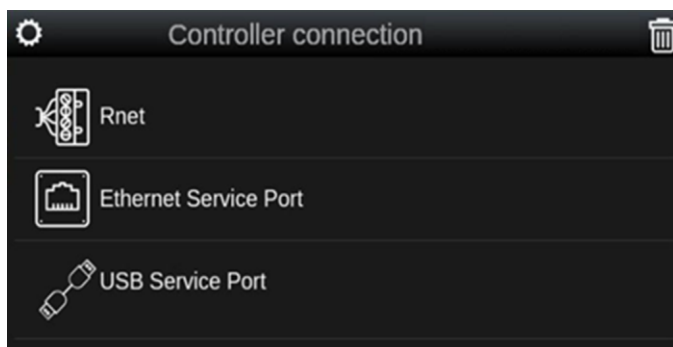 Controller connection
Rnet
Ethernet Service Port
USB Service Port